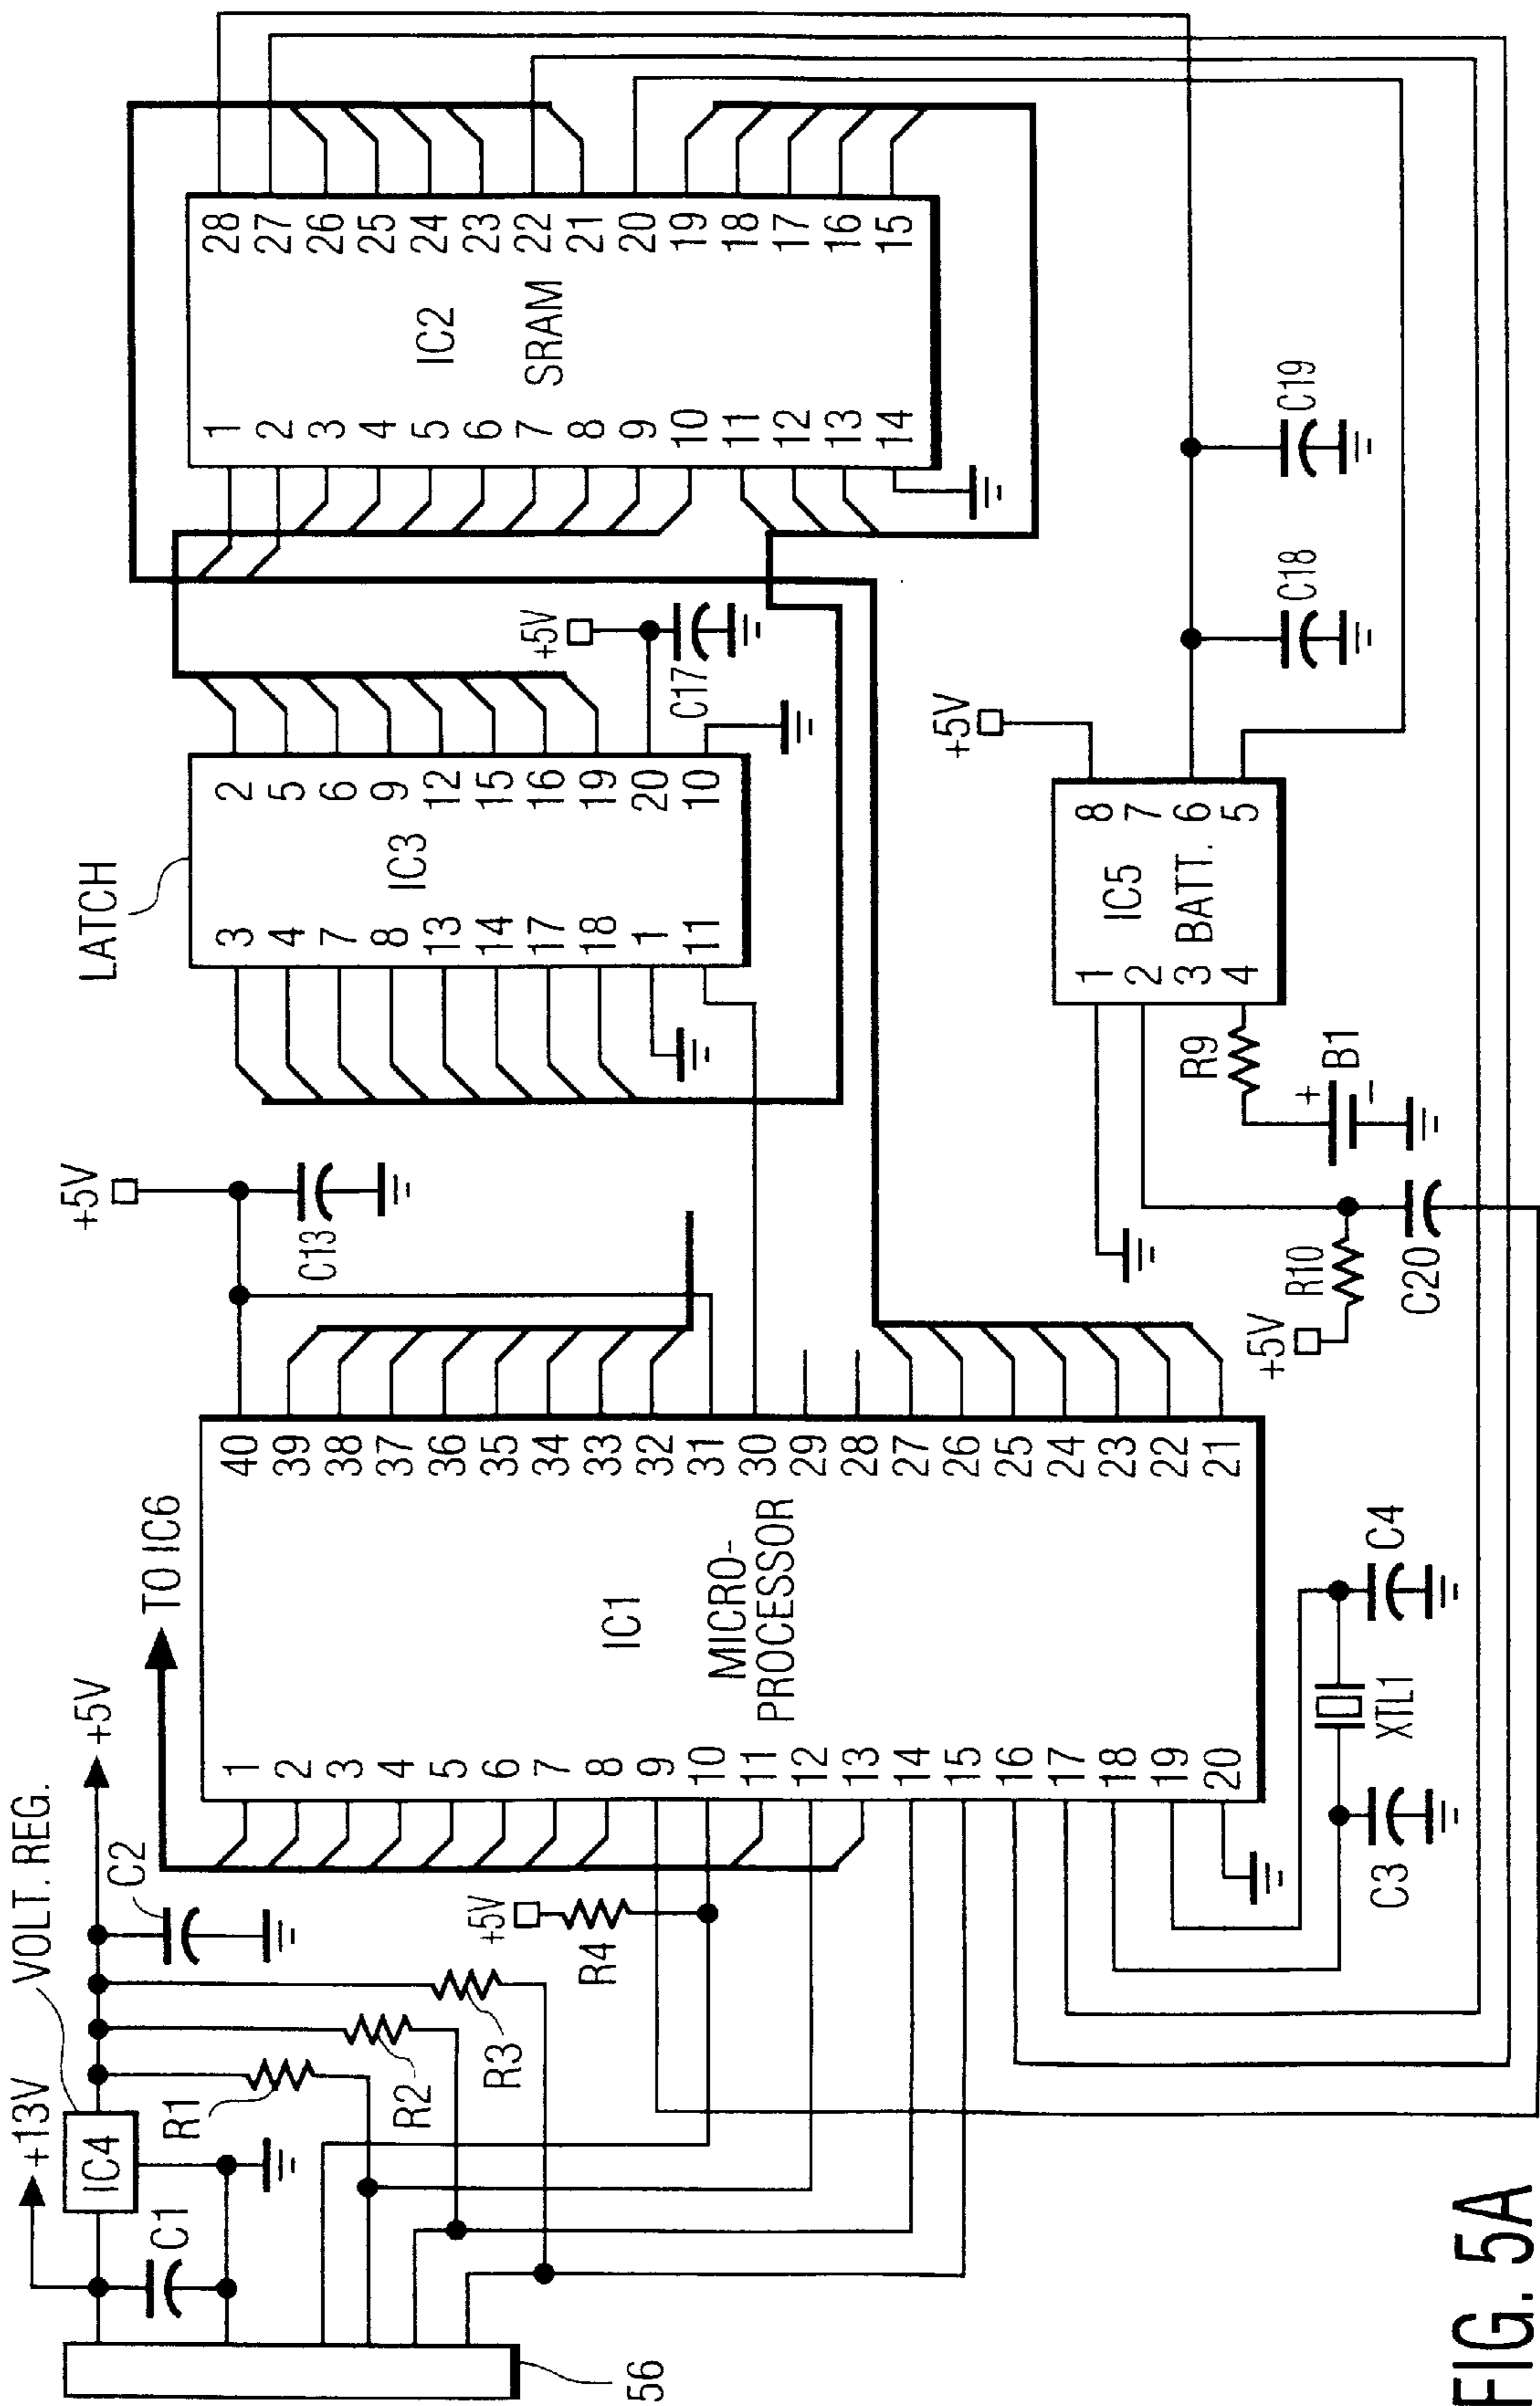 +13V
VOLT. REG.
IC4
+5V
C1
C2
R1
R2
R3
56
TO IC6
+5V
R4
IC1
MICRO-
PROCESSOR
1
2
3
4
5
6
7
8
9
10
11
12
13
14
15
16
17
18
19
20
40
39
38
37
36
35
34
33
32
31
30
29
28
27
26
25
24
23
22
21
C3
XTL1
C4
+5V
C13
LATCH
IC3
3
4
7
8
13
14
17
18
1
11
2
5
6
9
12
15
16
19
20
10
+5V
C17
IC2
SRAM
1
2
3
4
5
6
7
8
9
10
11
12
13
14
28
27
26
25
24
23
22
21
20
19
18
17
16
15
+5V
R10
C20
R9
+
B1
−
IC5
BATT.
1
2
3
4
8
7
6
5
+5V
C18
C19
FIG. 5A